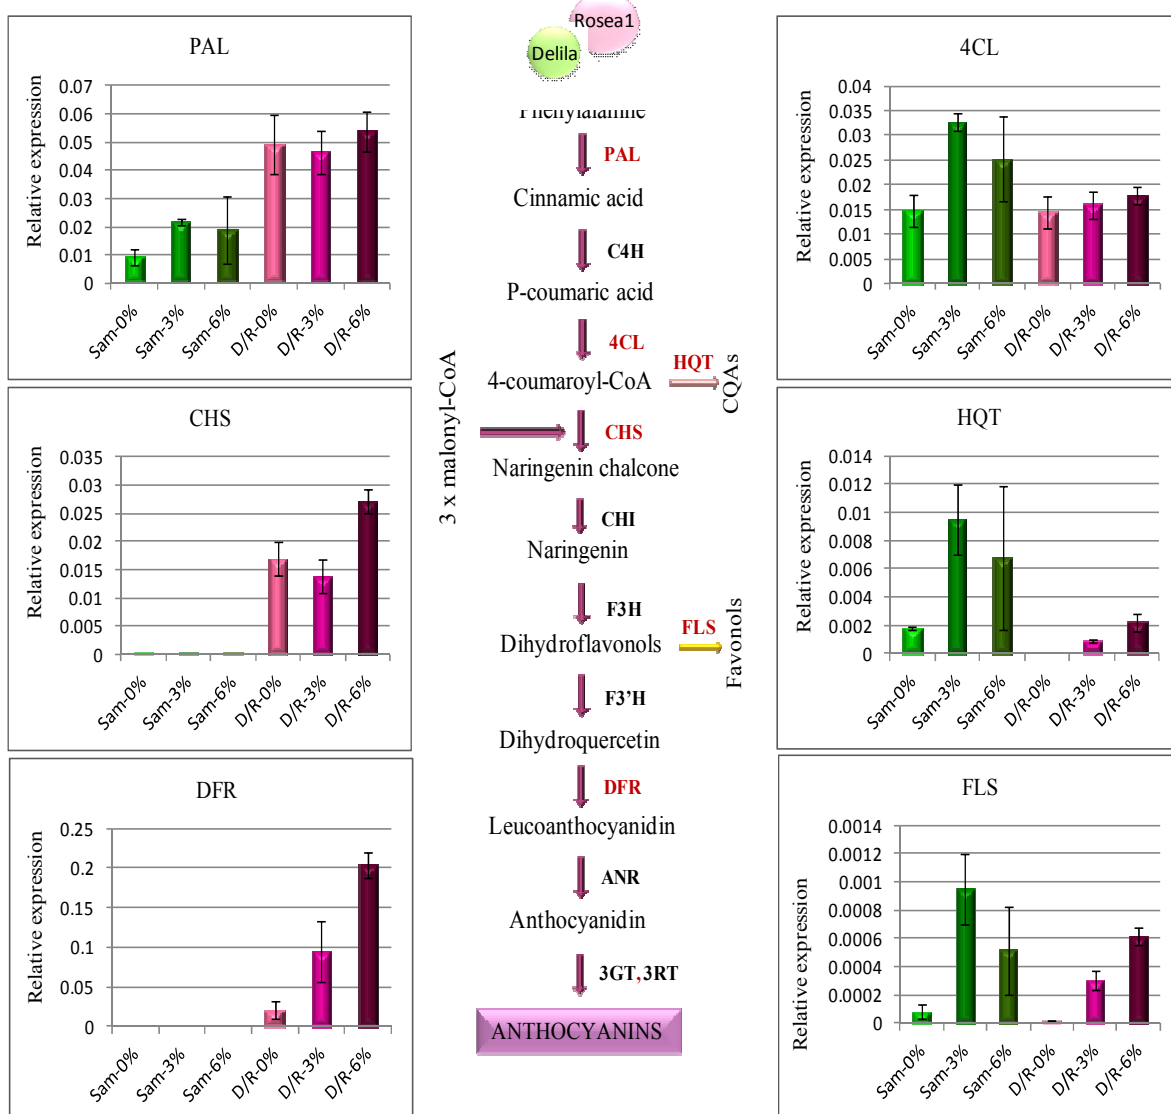 Rosea1
Delila
PAL
Relative expression
0.07
0.06
0.05
0.04
0.03
0.02
0.01
0
Sam-0%
Sam-3%
Sam-6%
D/R-0%
D/R-3%
D/R-6%
CHS
Relative expression
0.035
0.03
0.025
0.02
0.015
0.01
0.005
0
Sam-0%
Sam-3%
Sam-6%
D/R-0%
D/R-3%
D/R-6%
DFR
Relative expression
0.25
0.2
0.15
0.1
0.05
0
Sam-0%
Sam-3%
Sam-6%
D/R-0%
D/R-3%
D/R-6%
Phenylalanine
PAL
Cinnamic acid
C4H
P-coumaric acid
4CL
4-coumaroyl-CoA
HQT
CQAs
3 x malonyl-CoA
CHS
Naringenin chalcone
CHI
Naringenin
F3H
Dihydroflavonols
FLS
Favonols
F3'H
Dihydroquercetin
DFR
Leucoanthocyanidin
ANR
Anthocyanidin
3GT,3RT
ANTHOCYANINS
4CL
Relative expression
0.04
0.035
0.03
0.025
0.02
0.015
0.01
0.005
0
Sam-0%
Sam-3%
Sam-6%
D/R-0%
D/R-3%
D/R-6%
HQT
Relative expression
0.014
0.012
0.01
0.008
0.006
0.004
0.002
0
Sam-0%
Sam-3%
Sam-6%
D/R-0%
D/R-3%
D/R-6%
FLS
Relative expression
0.0014
0.0012
0.001
0.0008
0.0006
0.0004
0.0002
0
Sam-0%
Sam-3%
Sam-6%
D/R-0%
D/R-3%
D/R-6%